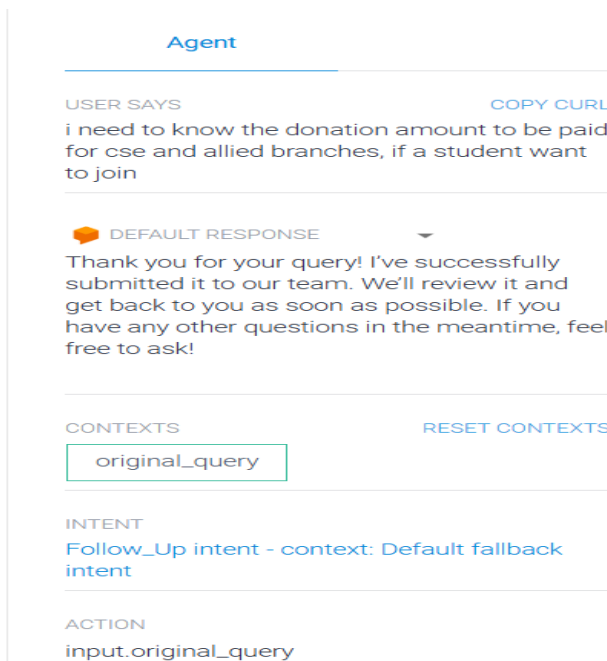 Agent
USER SAYS COPY CURL
i need to know the donation amount to be paid
for cse and allied branches, if a student want
to join
DEFAULT RESPONSE
Thank you for your query! I’ve successfully
submitted it to our team. We’ll review it and
get back to you as soon as possible. If you
have any other questions in the meantime, feel
free to ask!
CONTEXTS RESET CONTEXTS
original_query
INTENT
Follow_Up intent - context: Default fallback
intent
ACTION
input.original_query